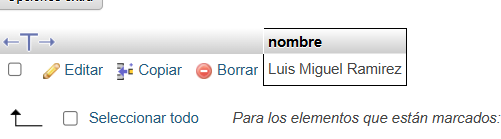 Opciones extra
nombre
Editar Copiar Borrar Luis Miguel Ramirez
Seleccionar todo Para los elementos que están marcados: